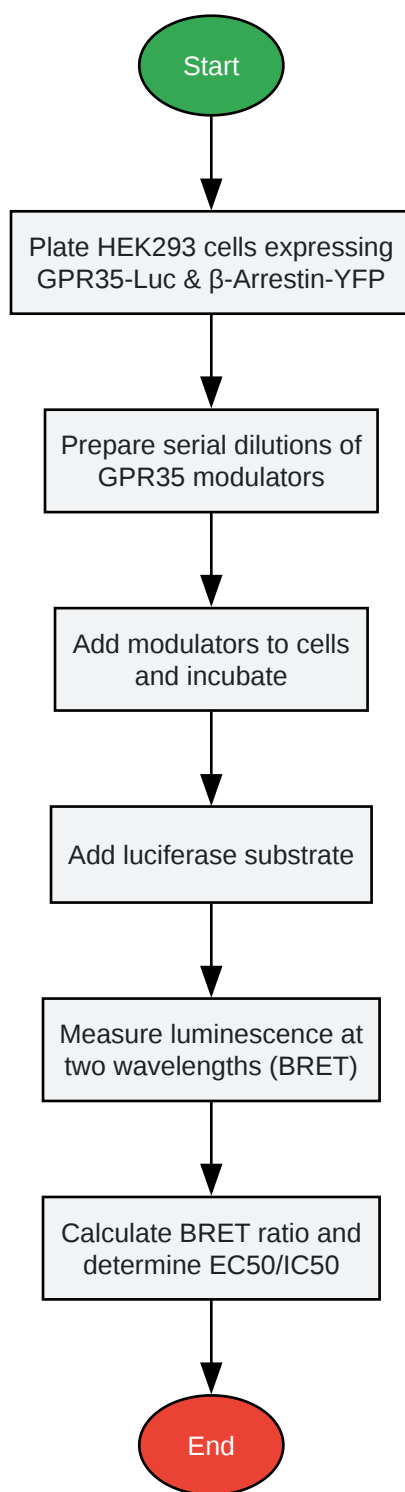 Start
Plate HEK293 cells expressing
GPR35-Luc & β-Arrestin-YFP
Prepare serial dilutions of
GPR35 modulators
Add modulators to cells
and incubate
Add luciferase substrate
Measure luminescence at
two wavelengths (BRET)
Calculate BRET ratio and
determine EC50/IC50
End